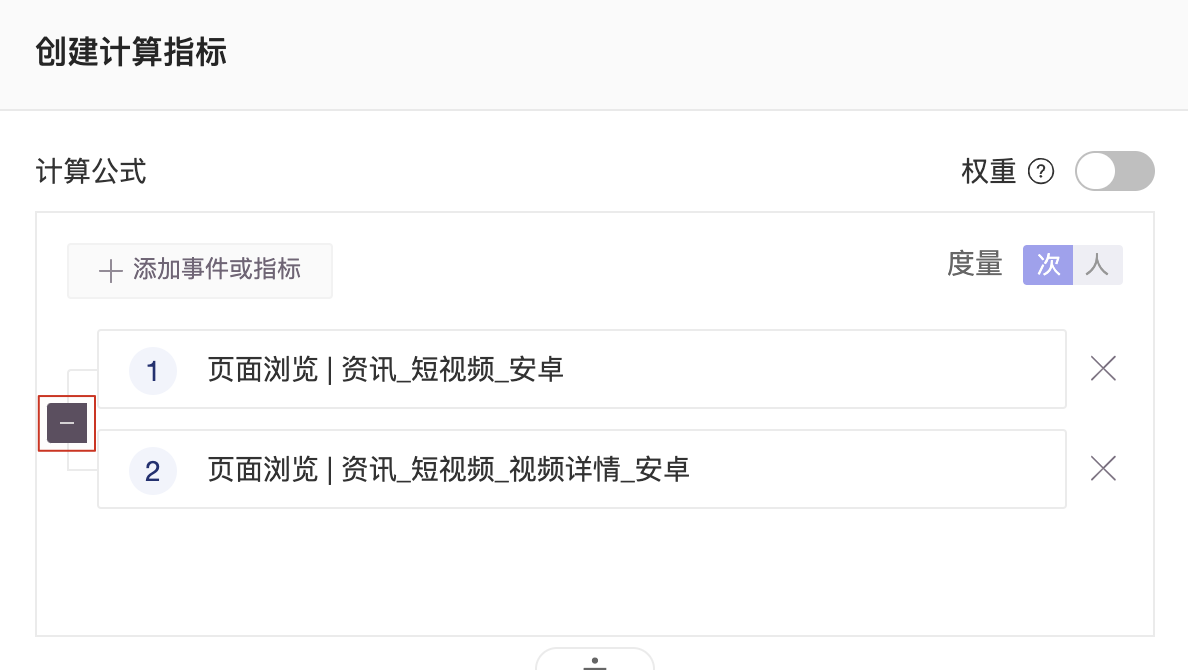 创建计算指标
计算公式
权重 ?
+ 添加事件或指标
度量 次 人
1 页面浏览 | 资讯_短视频_安卓
−
2 页面浏览 | 资讯_短视频_视频详情_安卓
÷